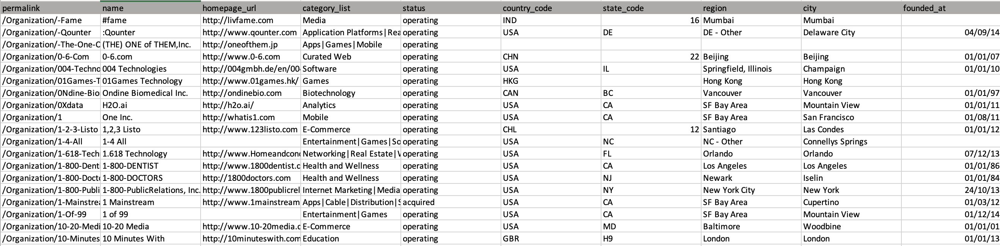 permalink name homepage_url category_list status country_code state_code region city founded_at
/Organization/-Fame #fame http://livfame.com Media operating IND 16 Mumbai Mumbai
/Organization/-Qounter :Qounter http://www.qounter.com Application Platforms|Rea operating USA DE DE - Other Delaware City 04/09/14
/Organization/-The-One-O (THE) ONE of THEM,Inc. http://oneofthem.jp Apps|Games|Mobile operating
/Organization/0-6-Com 0-6.com http://www.0-6.com Curated Web operating CHN 22 Beijing Beijing 01/01/07
/Organization/004-Techno 004 Technologies http://004gmbh.de/en/00 Software operating USA IL Springfield, Illinois Champaign 01/01/10
/Organization/01Games-T 01Games Technology http://www.01games.hk/ Games operating HKG Hong Kong Hong Kong
/Organization/0Ndine-Bio Ondine Biomedical Inc. http://ondinebio.com Biotechnology operating CAN BC Vancouver Vancouver 01/01/97
/Organization/0Xdata H2O.ai http://h2o.ai/ Analytics operating USA CA SF Bay Area Mountain View 01/01/11
/Organization/1 One Inc. http://whatis1.com Mobile operating USA CA SF Bay Area San Francisco 01/08/11
/Organization/1-2-3-Listo 1,2,3 Listo http://www.123listo.com E-Commerce operating CHL 12 Santiago Las Condes 01/01/12
/Organization/1-4-All 1-4 All Entertainment|Games|So operating USA NC NC - Other Connellys Springs
/Organization/1-618-Tech 1.618 Technology http://www.Homeandcon Networking|Real Estate| operating USA FL Orlando Orlando 07/12/13
/Organization/1-800-Denti 1-800-DENTIST http://www.1800dentist.c Health and Wellness operating USA CA Los Angeles Los Angeles 01/01/86
/Organization/1-800-Docto 1-800-DOCTORS http://1800doctors.com Health and Wellness operating USA NJ Newark Iselin 01/01/84
/Organization/1-800-Publi 1-800-PublicRelations, Inc. http://www.1800publicrel Internet Marketing|Media operating USA NY New York City New York 24/10/13
/Organization/1-Mainstrea 1 Mainstream http://www.1mainstream Apps|Cable|Distribution|S acquired USA CA SF Bay Area Cupertino 01/03/12
/Organization/1-Of-99 1 of 99 Entertainment|Games operating USA CA SF Bay Area Mountain View 01/12/14
/Organization/10-20-Medi 10-20 Media http://www.10-20media.c E-Commerce operating USA MD Baltimore Woodbine 01/01/01
/Organization/10-Minutes 10 Minutes With http://10minuteswith.com Education operating GBR H9 London London 01/01/13